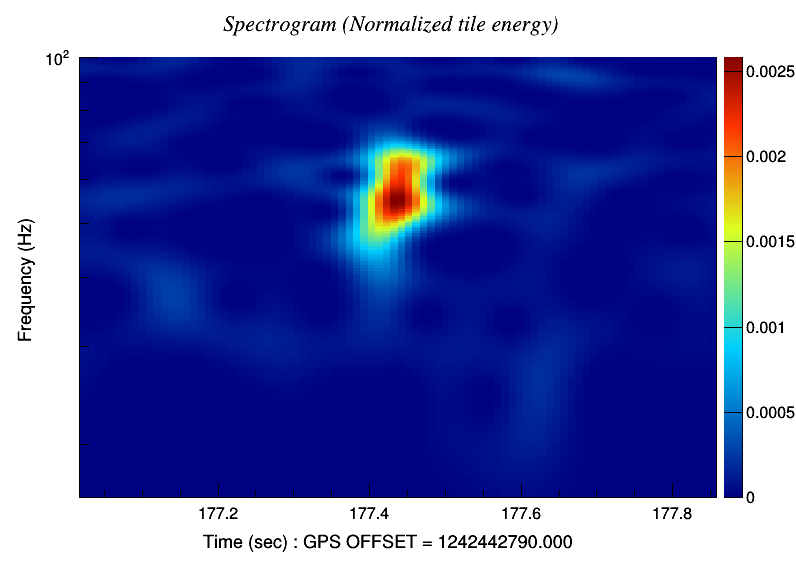 Spectrogram (Normalized tile energy)
10²
0.0025
0.002
0.0015
0.001
0.0005
0
Frequency (Hz)
177.2 177.4 177.6 177.8
Time (sec) : GPS OFFSET = 1242442790.000